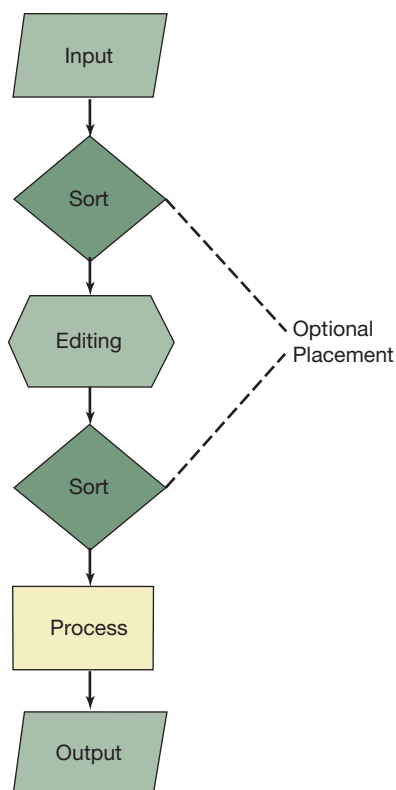 Input
Sort
Optional
Placement
Editing
Sort
Process
Output